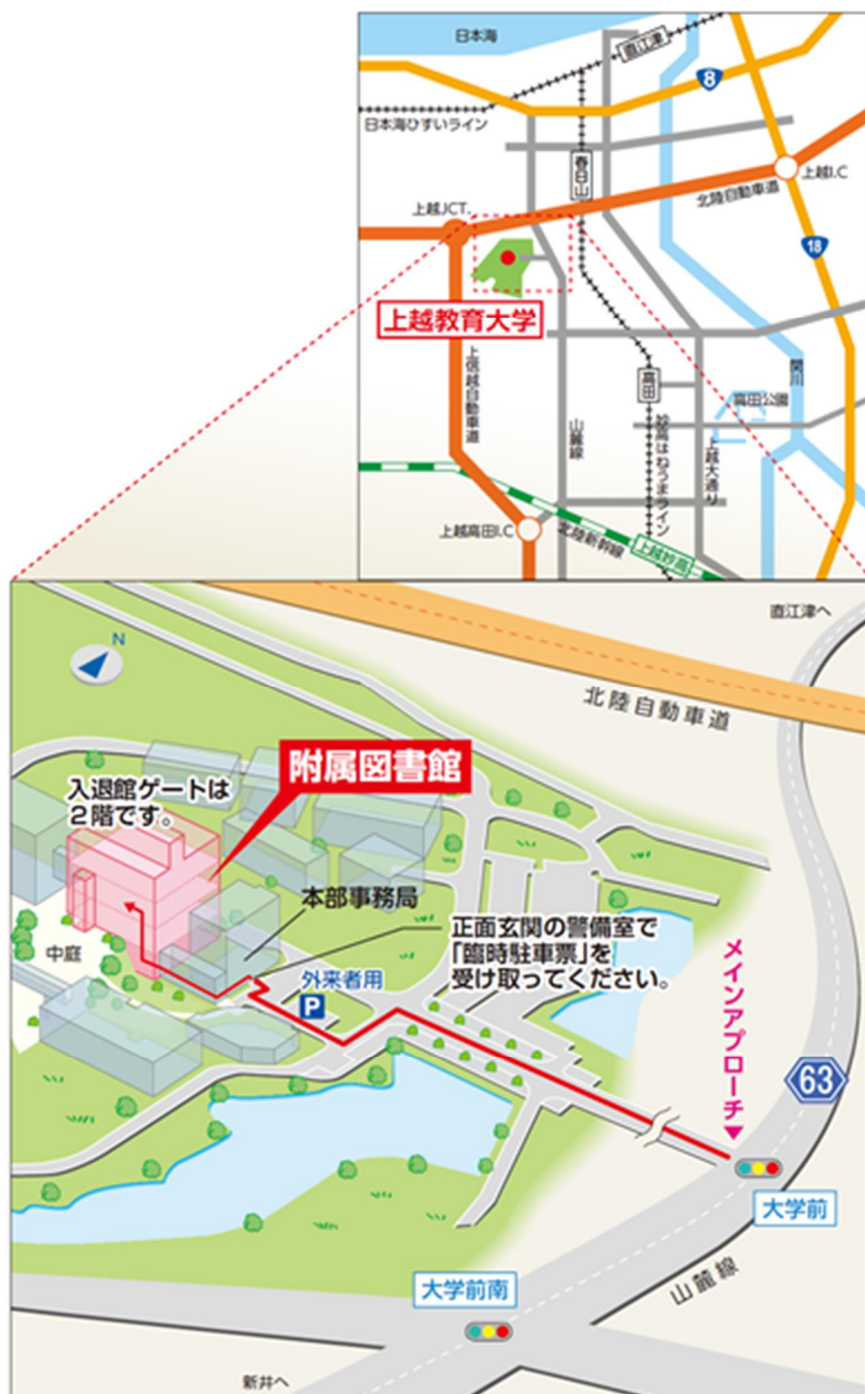 日本海
直江津
8
日本海ひすいライン
春日山
上越I.C
北陸自動車道
上越JCT.
18
上越教育大学
上信越自動車道
高田
関川
高田公園
山麓線
妙高はねうまライン
上越大通り
上越高田I.C
北陸新幹線
上越妙高
直江津へ
N
北陸自動車道
附属図書館
入退館ゲートは
2階です。
本部事務局
正面玄関の警備室で
「臨時駐車票」を
受け取ってください。
中庭
外来者用
P
メインアプローチ
63
大学前
山麓線
大学前南
新井へ